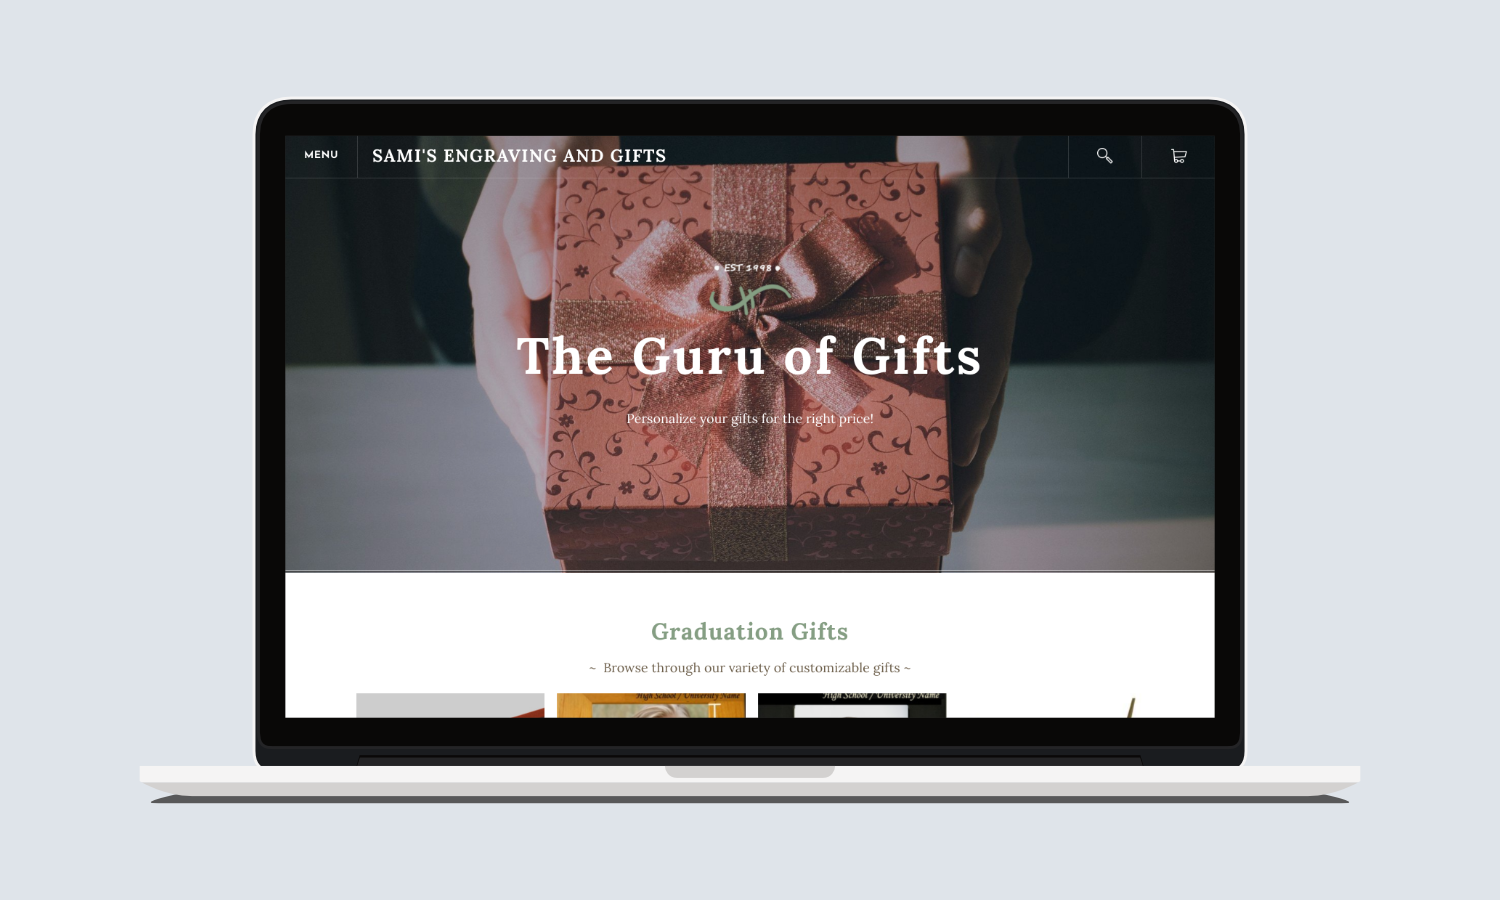 MENU
SAMI'S ENGRAVING AND GIFTS
• EST 1998 •
The Guru of Gifts
Personalize your gifts for the right price!
Graduation Gifts
~ Browse through our variety of customizable gifts ~
High School / University Name
High School / University Name